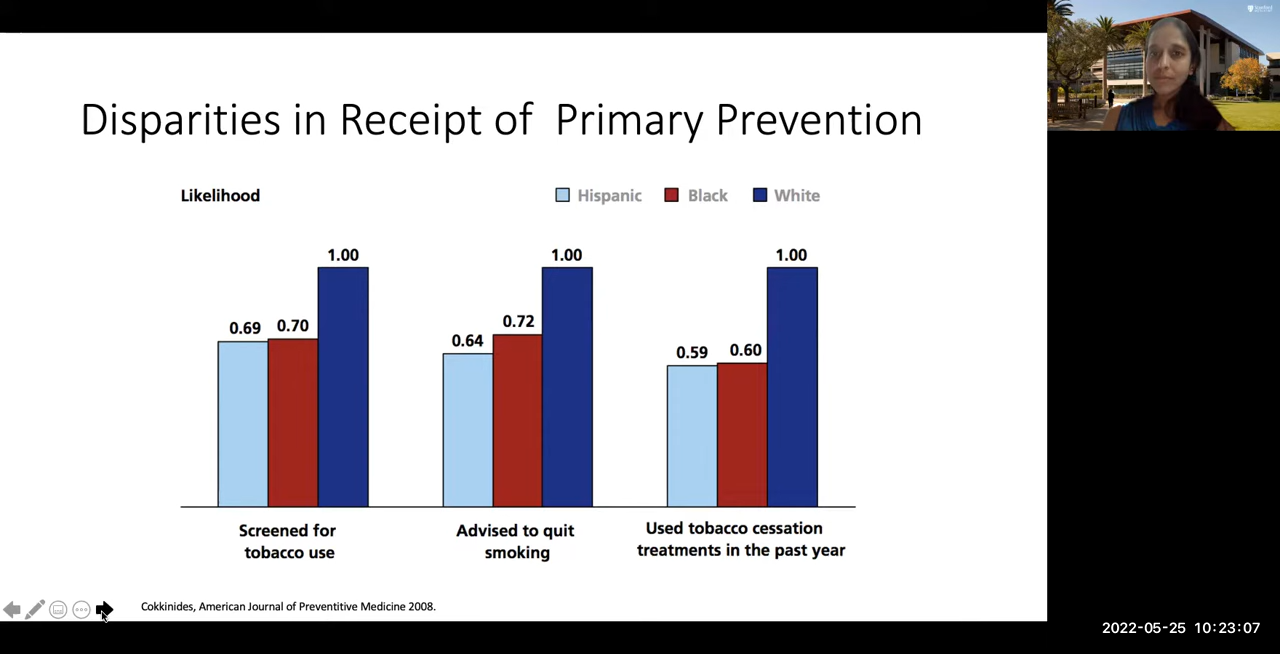 Disparities in Receipt of Primary Prevention
Likelihood
Hispanic Black White
0.69 0.70 1.00
0.64 0.72 1.00
0.59 0.60 1.00
Screened for
tobacco use
Advised to quit
smoking
Used tobacco cessation
treatments in the past year
Cokkinides, American Journal of Preventitive Medicine 2008.
2022-05-25 10:23:07